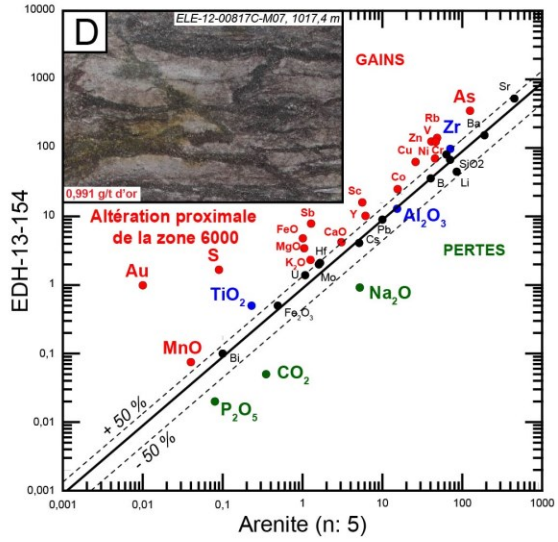 10000
1000
100
10
1
0,1
0,01
0,001
EDH-13-154
D
ELE-12-00817C-M07, 1017,4 m
0,991 g/t d'or
GAINS
Altération proximale
de la zone 6000
PERTES
Sr
As
Ba
Rb
V
Zn
Zr
Cu
Ni
Cr
SiO2
Li
B
Co
Sc
Y
Al2O3
Pb
Sb
FeO
CaO
MgO
Cs
K2O
Hf
U
Mo
S
Au
TiO2
Fe2O3
Na2O
MnO
Bi
CO2
P2O5
+ 50 %
- 50 %
0,001
0,01
0,1
1
10
100
1000
Arenite (n: 5)